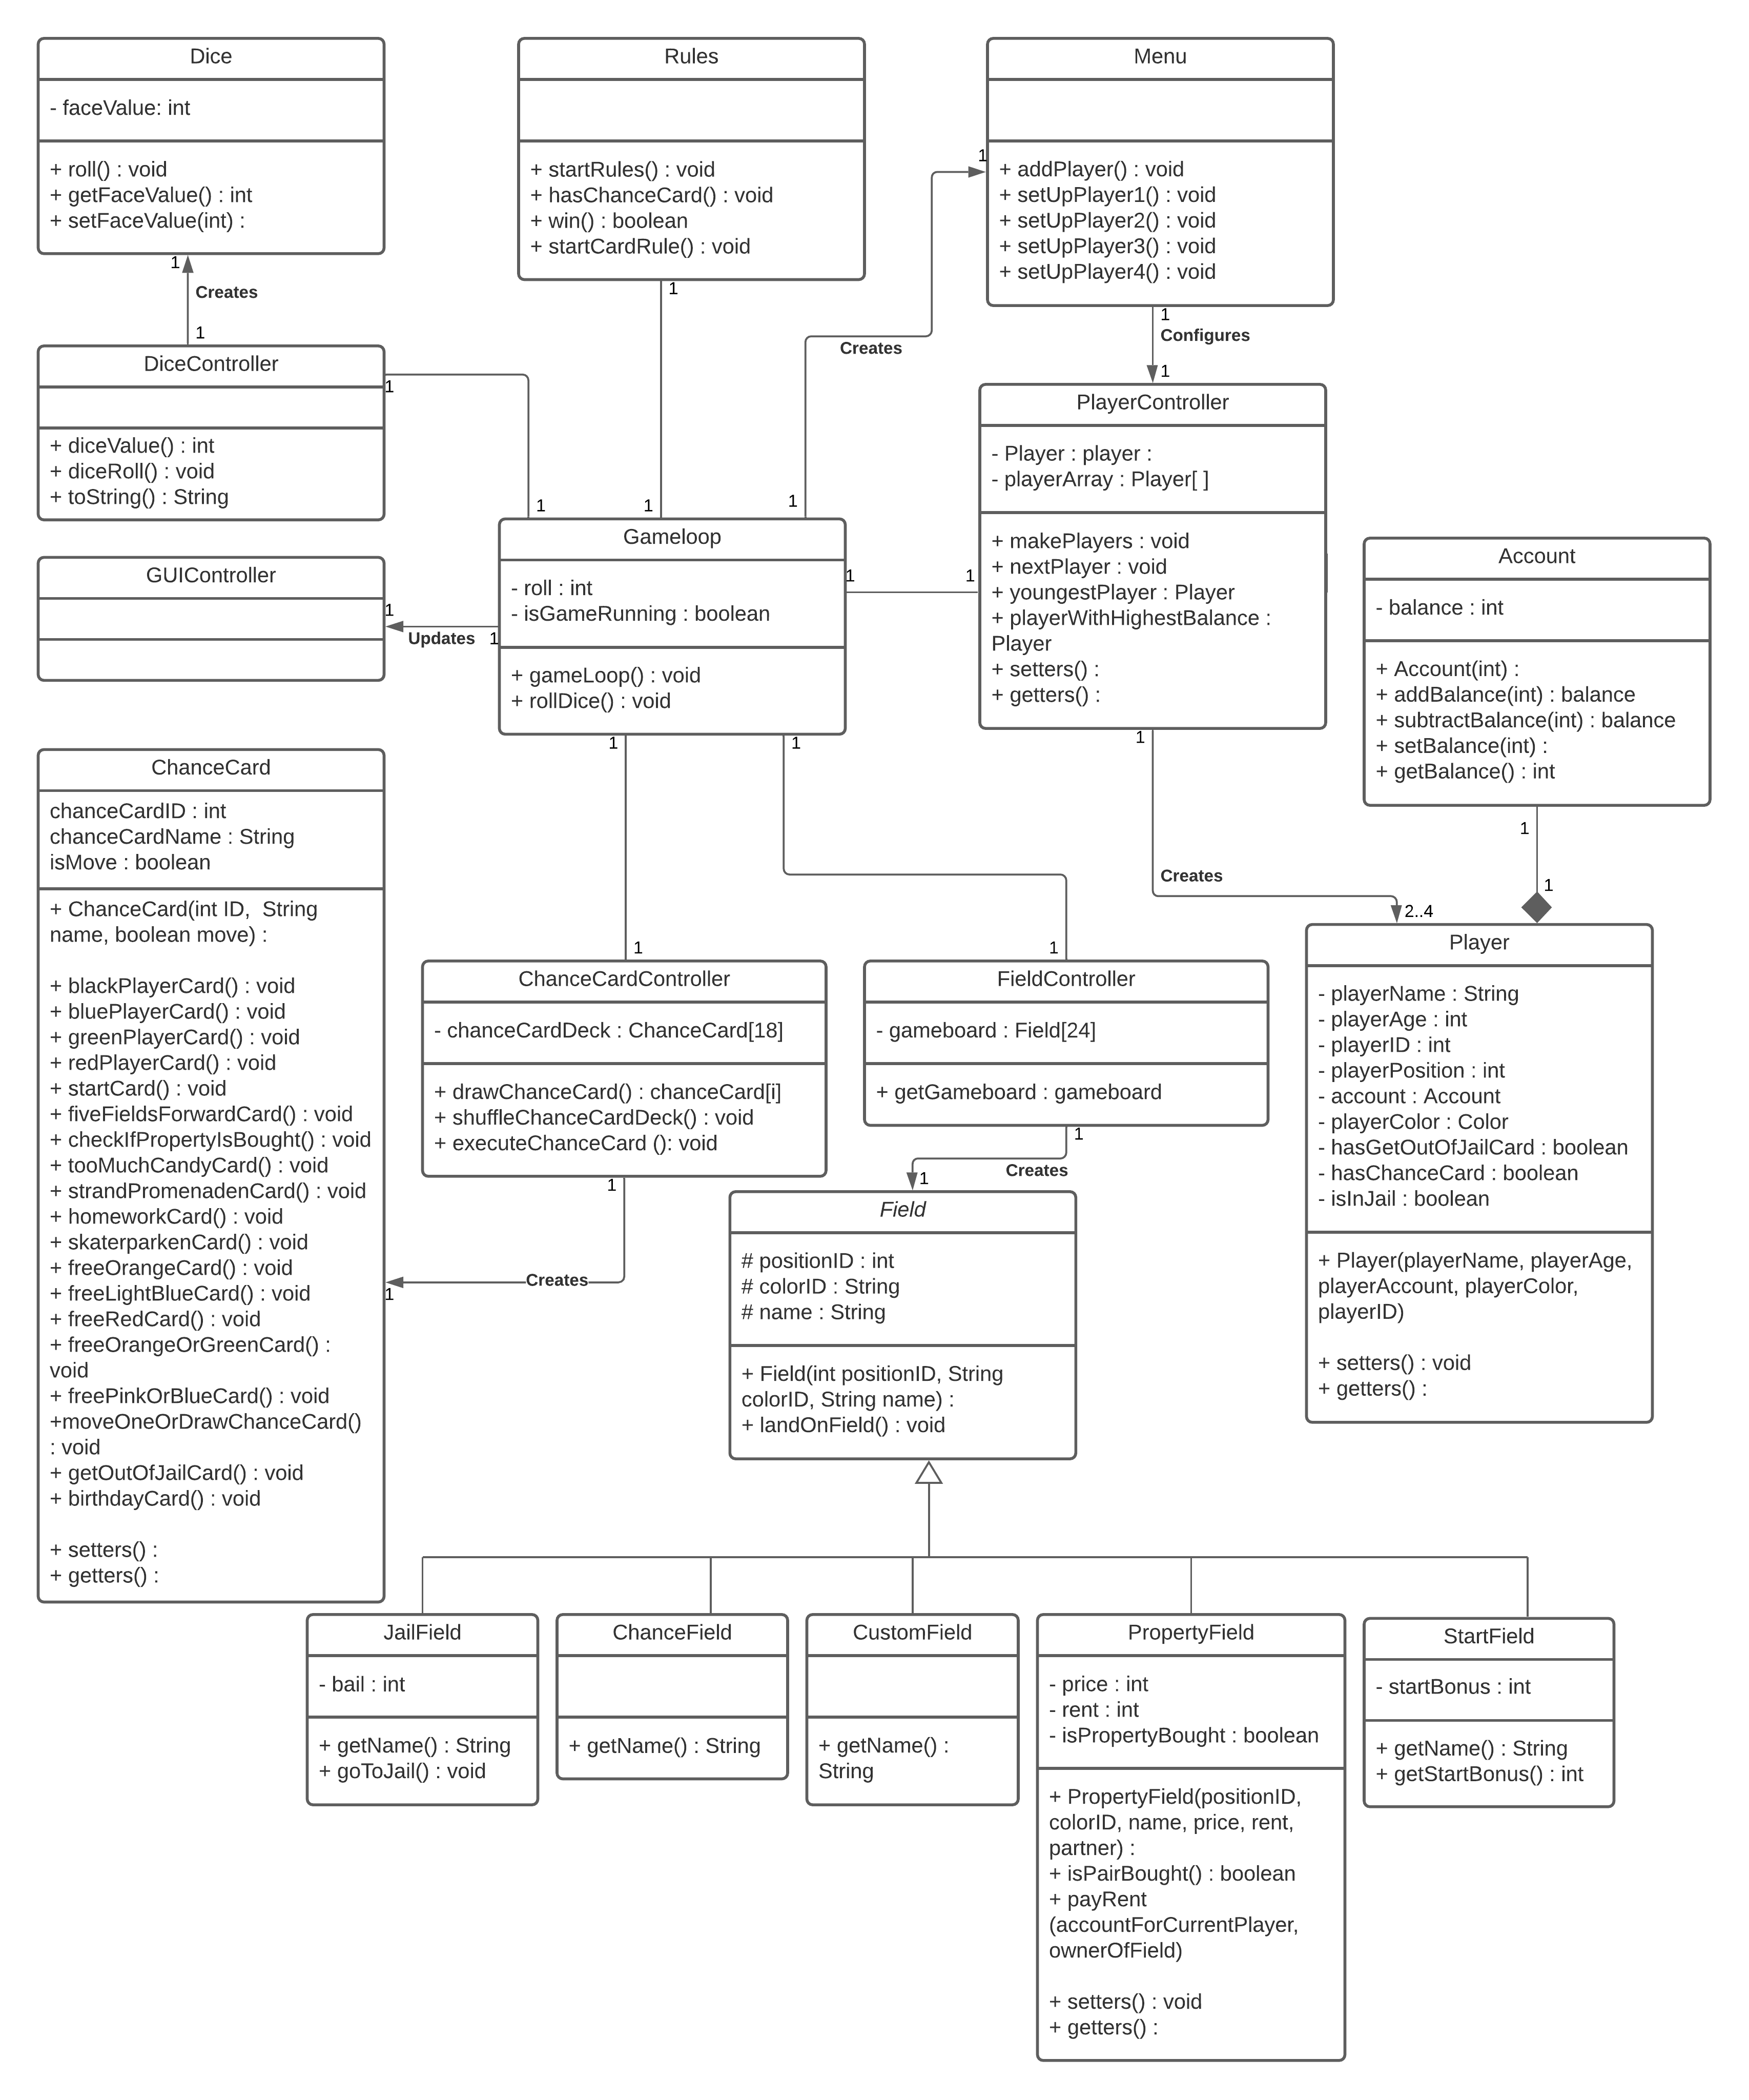 Dice
- faceValue: int
+ roll() : void
+ getFaceValue() : int
+ setFaceValue(int) :
Rules
+ startRules() : void
+ hasChanceCard() : void
+ win() : boolean
+ startCardRule() : void
Menu
+ addPlayer() : void
+ setUpPlayer1() : void
+ setUpPlayer2() : void
+ setUpPlayer3() : void
+ setUpPlayer4() : void
1
1
Creates
1
1
Creates
1
1
Configures
1
DiceController
+ diceValue() : int
+ diceRoll() : void
+ toString() : String
1
1
1
1
PlayerController
- Player : player :
- playerArray : Player[ ]
+ makePlayers : void
+ nextPlayer : void
+ youngestPlayer : Player
+ playerWithHighestBalance :
Player
+ setters() :
+ getters() :
GUIController
1
Updates
1
Gameloop
- roll : int
- isGameRunning : boolean
+ gameLoop() : void
+ rollDice() : void
1
1
Account
- balance : int
+ Account(int) :
+ addBalance(int) : balance
+ subtractBalance(int) : balance
+ setBalance(int) :
+ getBalance() : int
1
1
1
1
1
Creates
2..4
1
1
ChanceCard
chanceCardID : int
chanceCardName : String
isMove : boolean
+ ChanceCard(int ID,  String
name, boolean move) :
+ blackPlayerCard() : void
+ bluePlayerCard() : void
+ greenPlayerCard() : void
+ redPlayerCard() : void
+ startCard() : void
+ fiveFieldsForwardCard() : void
+ checkIfPropertyIsBought() : void
+ tooMuchCandyCard() : void
+ strandPromenadenCard() : void
+ homeworkCard() : void
+ skaterparkenCard() : void
+ freeOrangeCard() : void
+ freeLightBlueCard() : void
+ freeRedCard() : void
+ freeOrangeOrGreenCard() :
void
+ freePinkOrBlueCard() : void
+moveOneOrDrawChanceCard()
: void
+ getOutOfJailCard() : void
+ birthdayCard() : void
+ setters() :
+ getters() :
ChanceCardController
- chanceCardDeck : ChanceCard[18]
+ drawChanceCard() : chanceCard[i]
+ shuffleChanceCardDeck() : void
+ executeChanceCard (): void
1
Creates
1
FieldController
- gameboard : Field[24]
+ getGameboard : gameboard
1
Creates
1
Player
- playerName : String
- playerAge : int
- playerID : int
- playerPosition : int
- account : Account
- playerColor : Color
- hasGetOutOfJailCard : boolean
- hasChanceCard : boolean
- isInJail : boolean
+ Player(playerName, playerAge,
playerAccount, playerColor,
playerID)
+ setters() : void
+ getters() :
Field
# positionID : int
# colorID : String
# name : String
+ Field(int positionID, String
colorID, String name) :
+ landOnField() : void
JailField
- bail : int
+ getName() : String
+ goToJail() : void
ChanceField
+ getName() : String
CustomField
+ getName() :
String
PropertyField
- price : int
- rent : int
- isPropertyBought : boolean
+ PropertyField(positionID,
colorID, name, price, rent,
partner) :
+ isPairBought() : boolean
+ payRent
(accountForCurrentPlayer,
ownerOfField)
+ setters() : void
+ getters() :
StartField
- startBonus : int
+ getName() : String
+ getStartBonus() : int